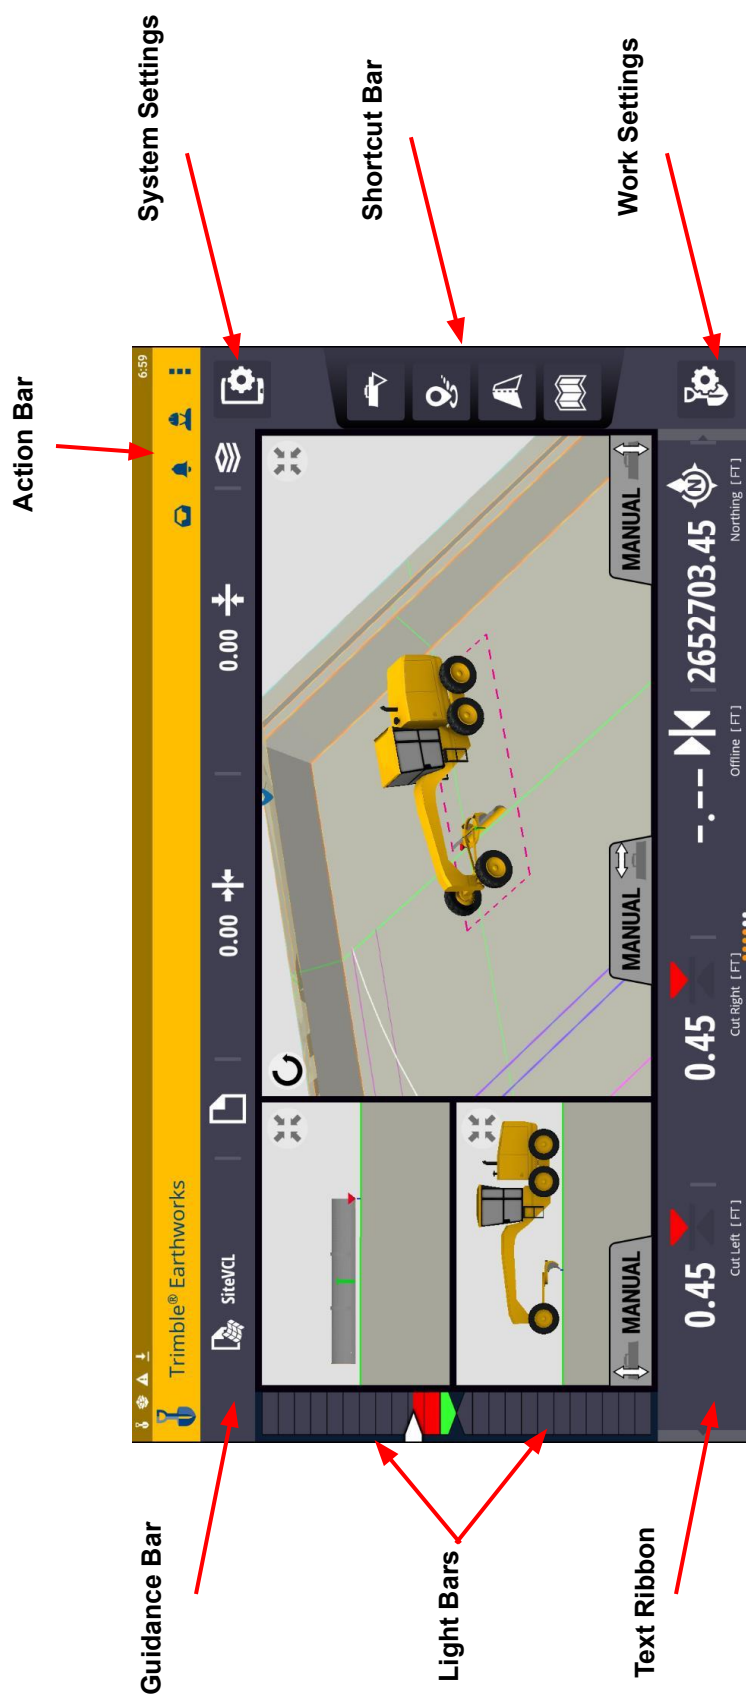 Action Bar
System Settings
Shortcut Bar
Work Settings
Guidance Bar
Light Bars
Text Ribbon
6:59
Trimble® Earthworks
SiteVCL
0.00
0.00
MANUAL
MANUAL
MANUAL
0.45
Cut Left [FT]
0.45
Cut Right [FT]
-.--
Offline [FT]
2652703.45
N
Northing [FT]